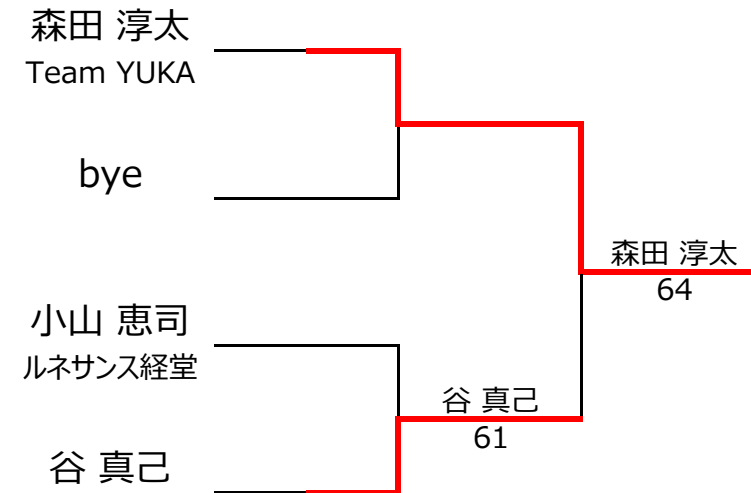 森田 淳太
Team YUKA
bye
森田 淳太
64
小山 恵司
ルネサンス経堂
谷 真己
61
谷 真己